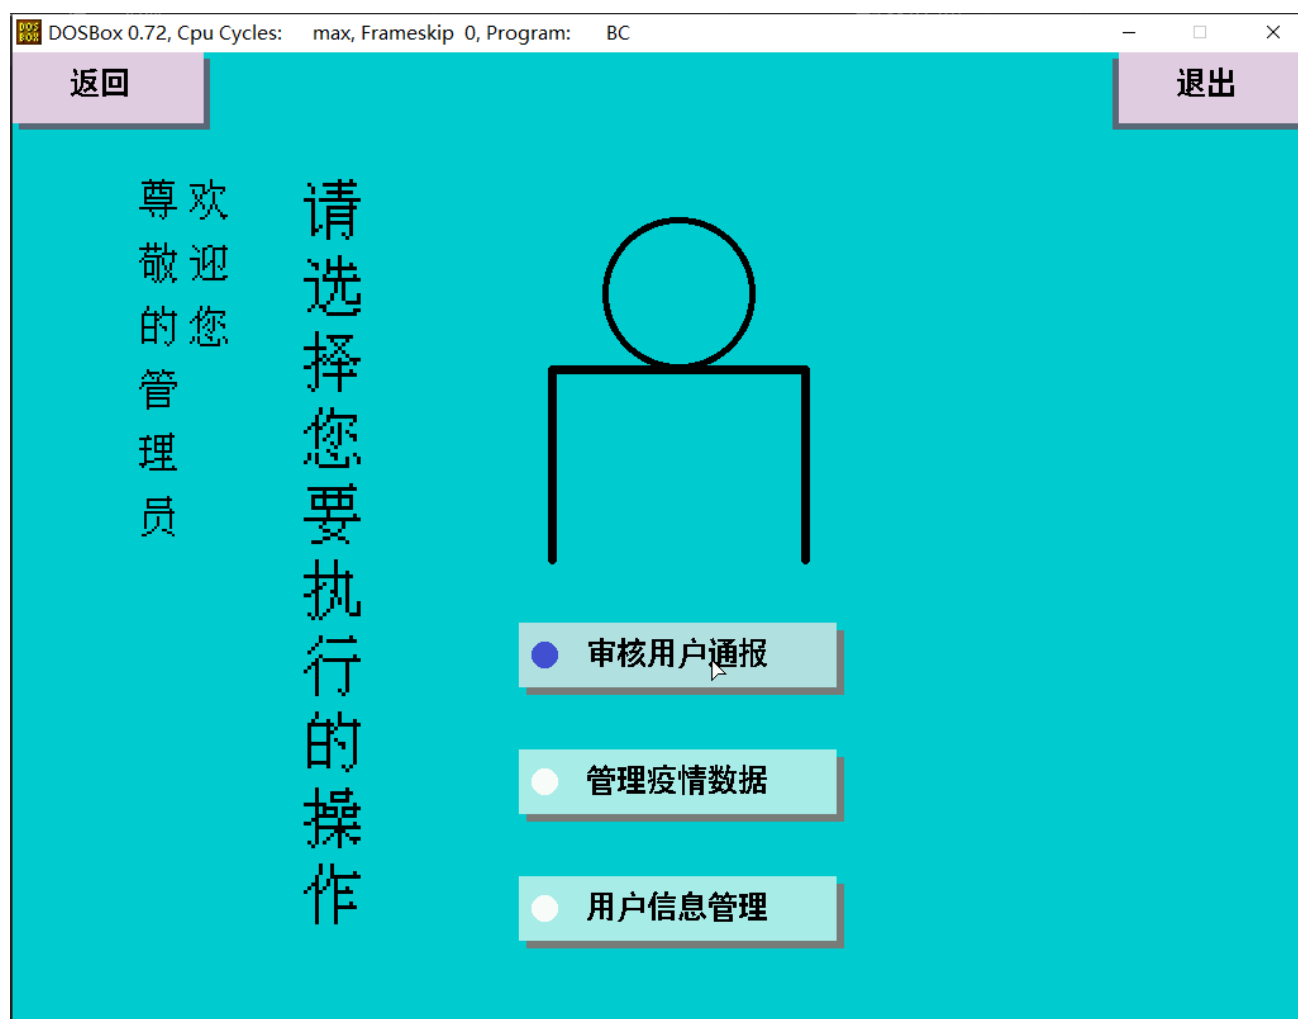 DOSBox 0.72, Cpu Cycles: max, Frameskip 0, Program: BC
返回
退出
尊敬的管理员
欢迎您
请选择您要执行的操作
审核用户通报
管理疫情数据
用户信息管理